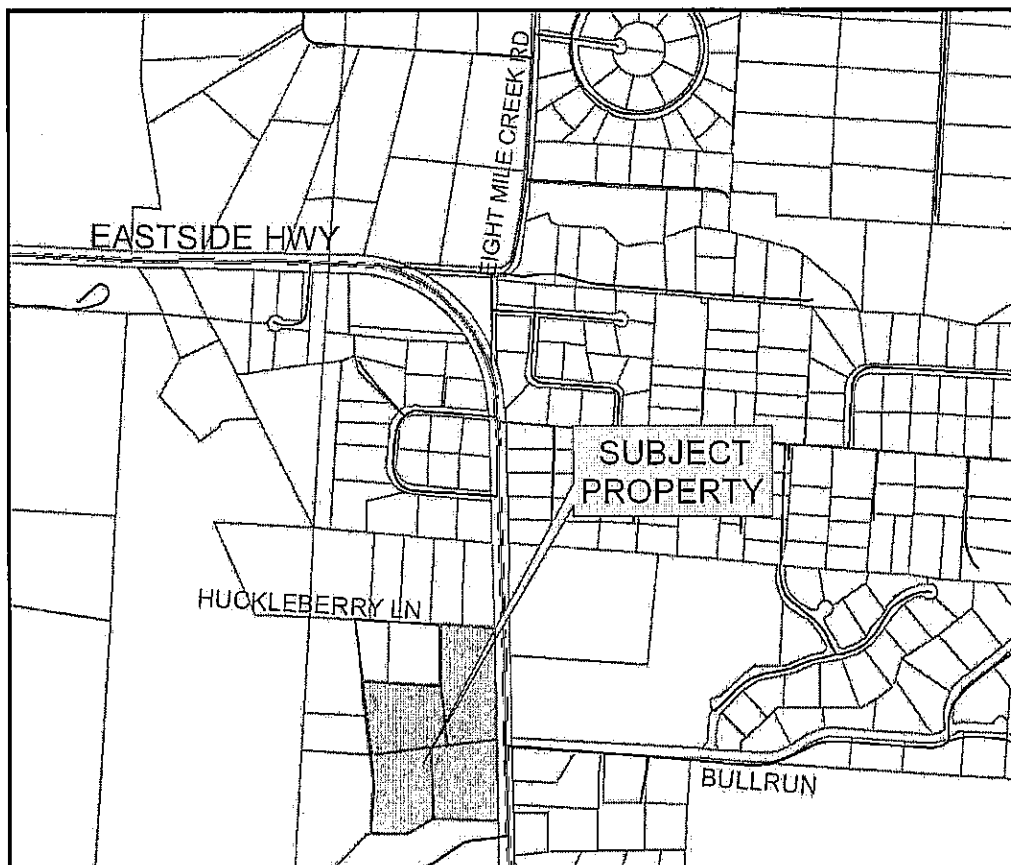 EIGHT MILE CREEK RD
EASTSIDE HWY
SUBJECT
PROPERTY
HUCKLEBERRY LN
BULLRUN